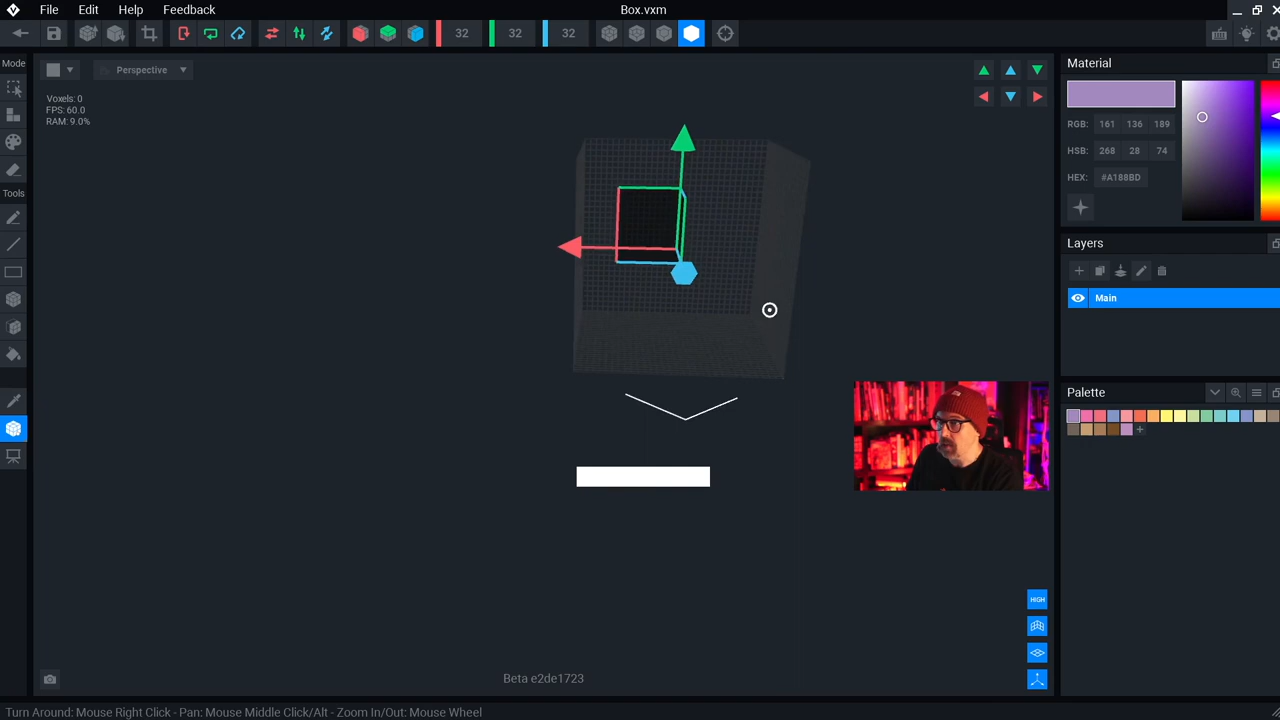 File Edit Help Feedback Box.vxm
32 32 32
Mode
Perspective
Voxels: 0
FPS: 60.0
RAM: 9.0%
Tools
Material
RGB: 161 136 189
HSB: 268 28 74
HEX: #A188BD
Layers
Main
Palette
HIGH
Beta e2de1723
Turn Around: Mouse Right Click - Pan: Mouse Middle Click/Alt - Zoom In/Out: Mouse Wheel